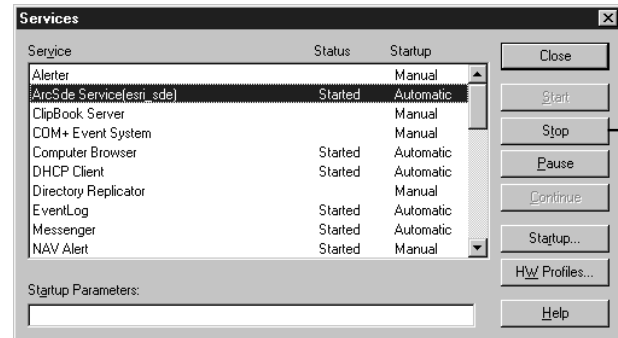 Services
Service Status Startup
Alerter Manual
ArcSde Service(esri_sde) Started Automatic
ClipBook Server Manual
COM+ Event System Manual
Computer Browser Started Automatic
DHCP Client Started Automatic
Directory Replicator Manual
EventLog Started Automatic
Messenger Started Automatic
NAV Alert Started Manual
Startup Parameters:
Close
Start
Stop
Pause
Continue
Startup...
HW Profiles...
Help